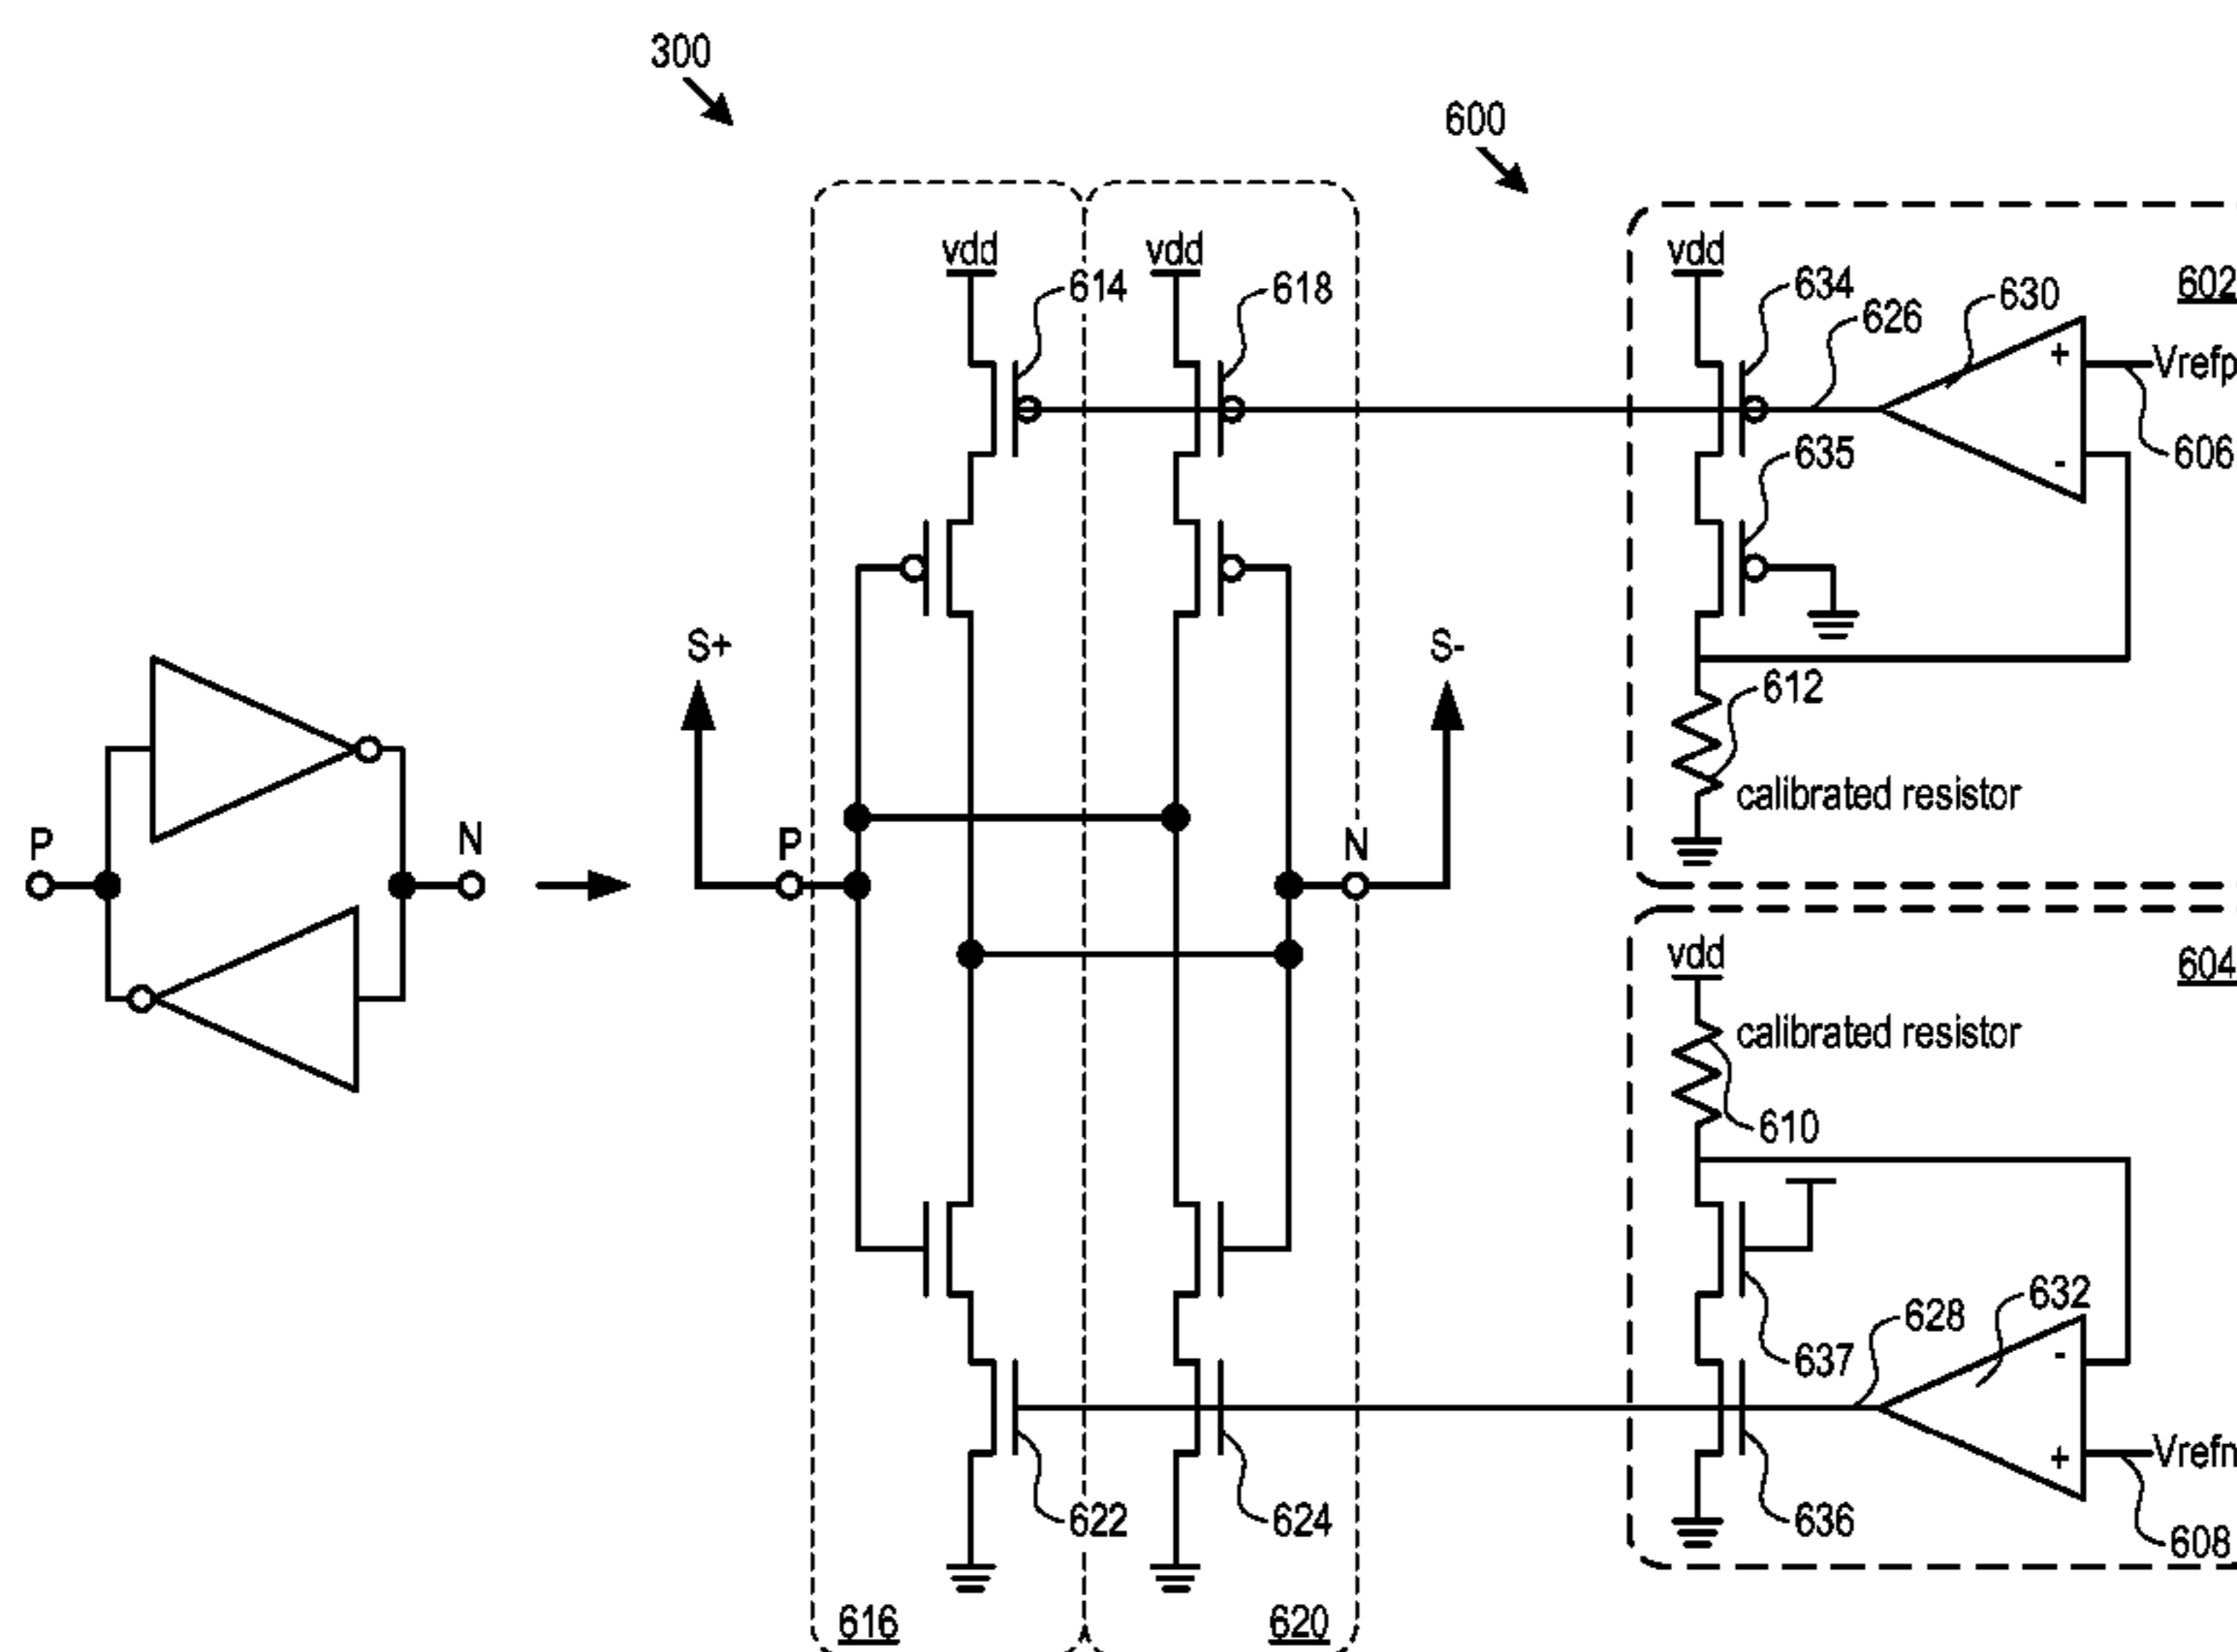 300
600
vdd
vdd
vdd
614
618
634
626
630
602
+
Vrefp
-
606
635
S+
S-
612
calibrated resistor
P
N
P
N
vdd
604
calibrated resistor
610
628
632
-
637
+
Vrefn
622
624
636
608
616
620